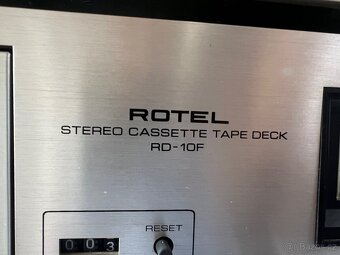 ROTEL
STEREO CASSETTE TAPE DECK
RD-10F
RESET
003